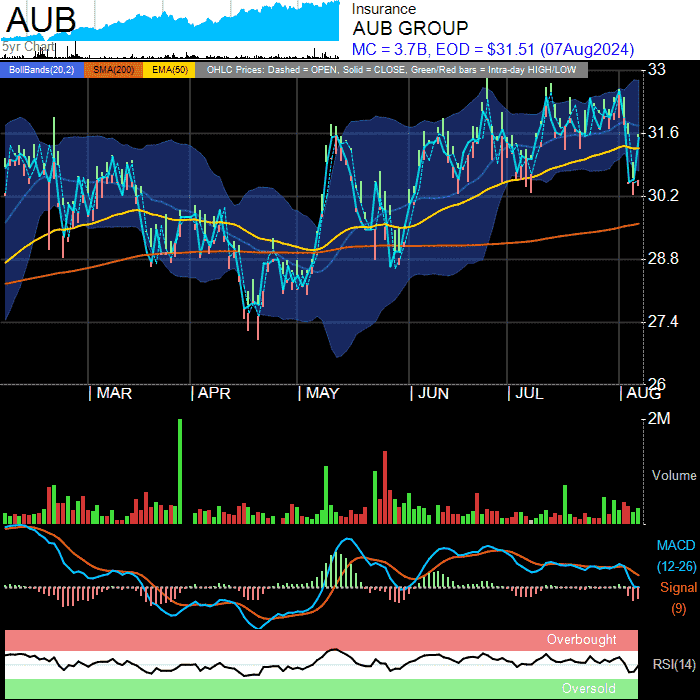 AUB
5yr Chart
Insurance
AUB GROUP
MC = 3.7B, EOD = $31.51 (07Aug2024)
BollBands(20,2) SMA(200) EMA(50) OHLC Prices: Dashed = OPEN, Solid = CLOSE, Green/Red bars = Intra-day HIGH/LOW
33
31.6
30.2
28.8
27.4
26
MAR APR MAY JUN JUL AUG
2M
Volume
MACD
(12-26)
Signal
(9)
Overbought
RSI(14)
Oversold